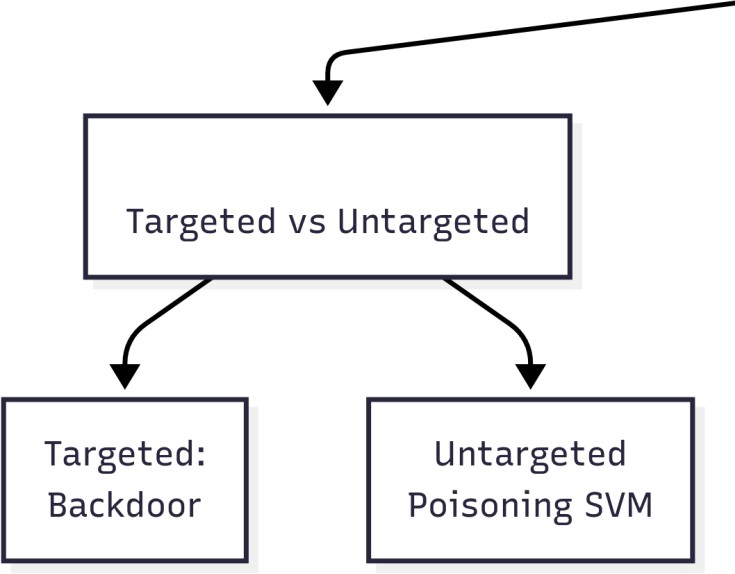 Targeted vs Untargeted
Targeted:
Backdoor
Untargeted
Poisoning SVM